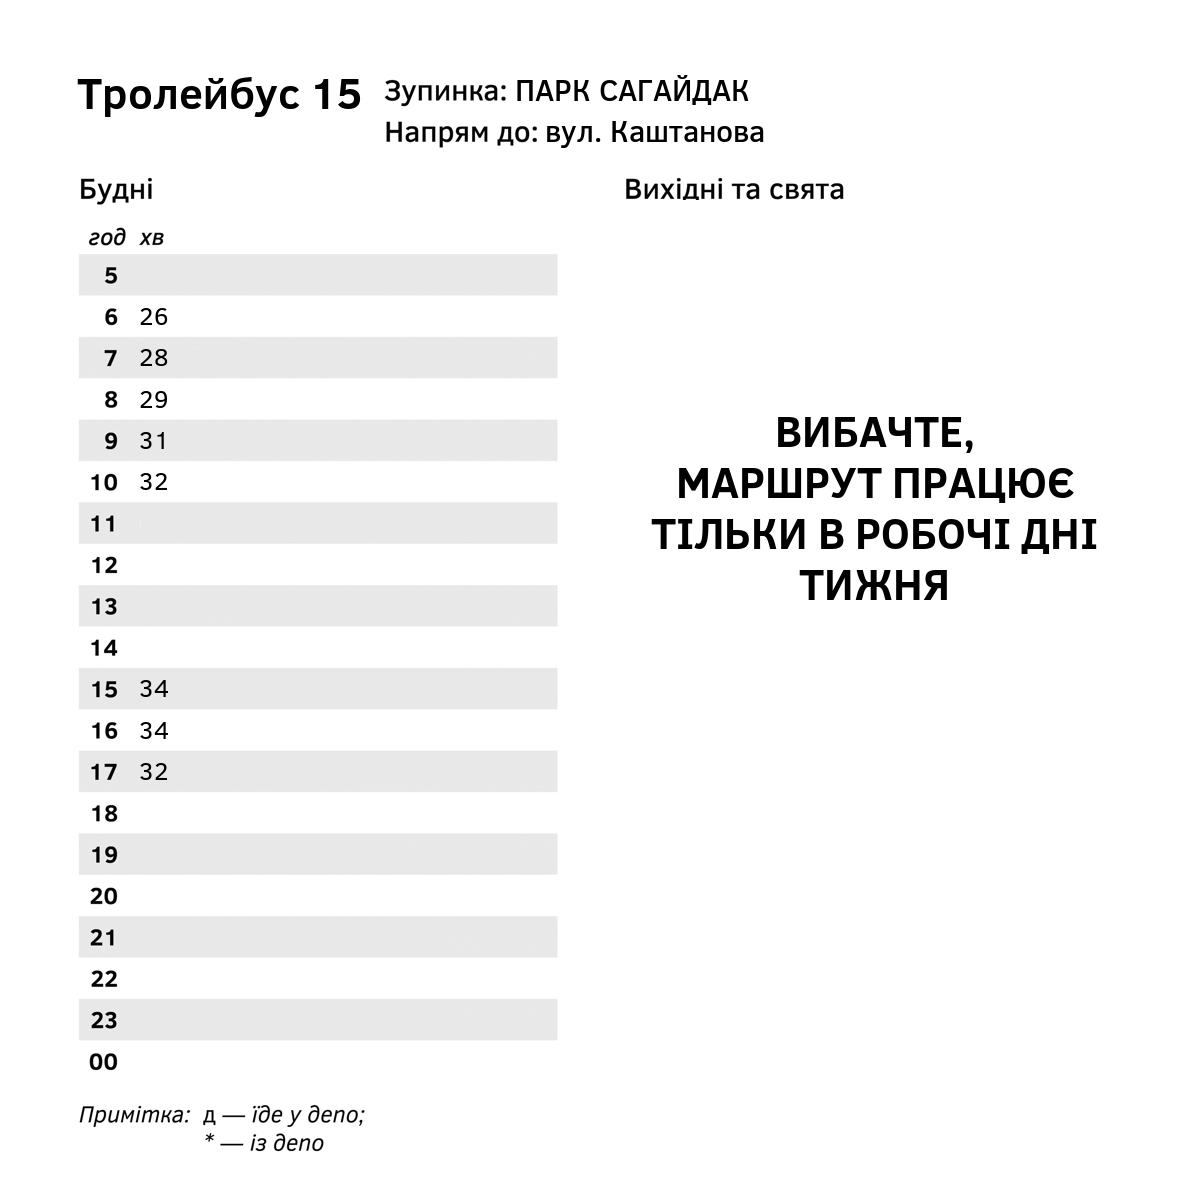 Тролейбус 15
Зупинка: ПАРК САГАЙДАК
Напрям до: вул. Каштанова
Будні
год хв
5
6 26
7 28
8 29
9 31
10 32
11
12
13
14
15 34
16 34
17 32
18
19
20
21
22
23
00
Вихідні та свята
ВИБАЧТЕ,
МАРШРУТ ПРАЦЮЄ
ТІЛЬКИ В РОБОЧІ ДНІ
ТИЖНЯ
Примітка: д — їде у депо;
* — із депо